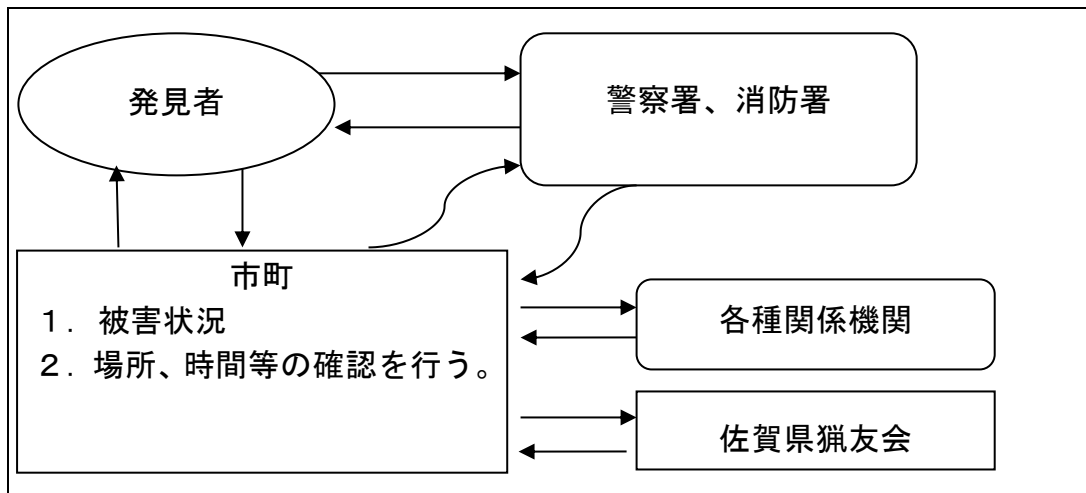 発見者
警察署、消防署
市町
１．被害状況
２．場所、時間等の確認を行う。
各種関係機関
佐賀県猟友会